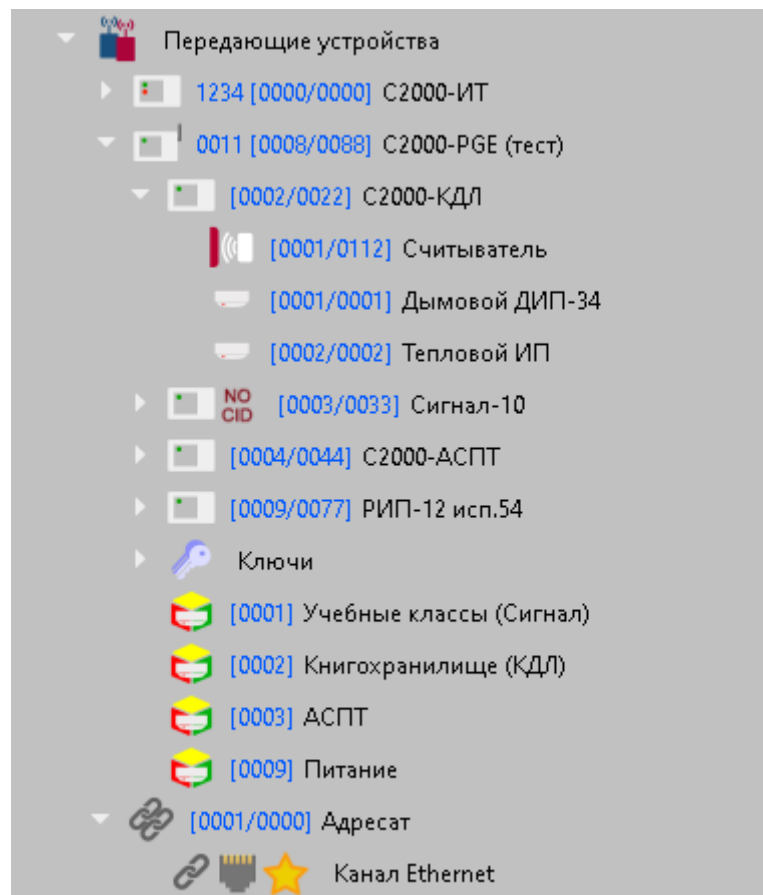 Передающие устройства
1234 [0000/0000] С2000-ИТ
0011 [0008/0088] С2000-PGE (тест)
[0002/0022] С2000-КДЛ
[0001/0112] Считыватель
[0001/0001] Дымовой ДИП-34
[0002/0002] Тепловой ИП
NO CID [0003/0033] Сигнал-10
[0004/0044] С2000-АСПТ
[0009/0077] РИП-12 исп.54
Ключи
[0001] Учебные классы (Сигнал)
[0002] Книгохранилище (КДЛ)
[0003] АСПТ
[0009] Питание
[0001/0000] Адресат
Канал Ethernet